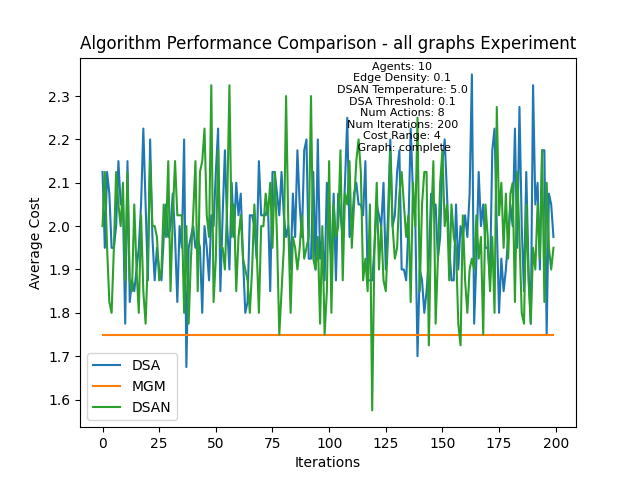 Algorithm Performance Comparison - all graphs Experiment
Agents: 10
Edge Density: 0.1
DSAN Temperature: 5.0
DSA Threshold: 0.1
Num Actions: 8
Num Iterations: 200
Cost Range: 4
Graph: complete
Average Cost
2.3
2.2
2.1
2.0
1.9
1.8
1.7
1.6
DSA
MGM
DSAN
0 25 50 75 100 125 150 175 200
Iterations